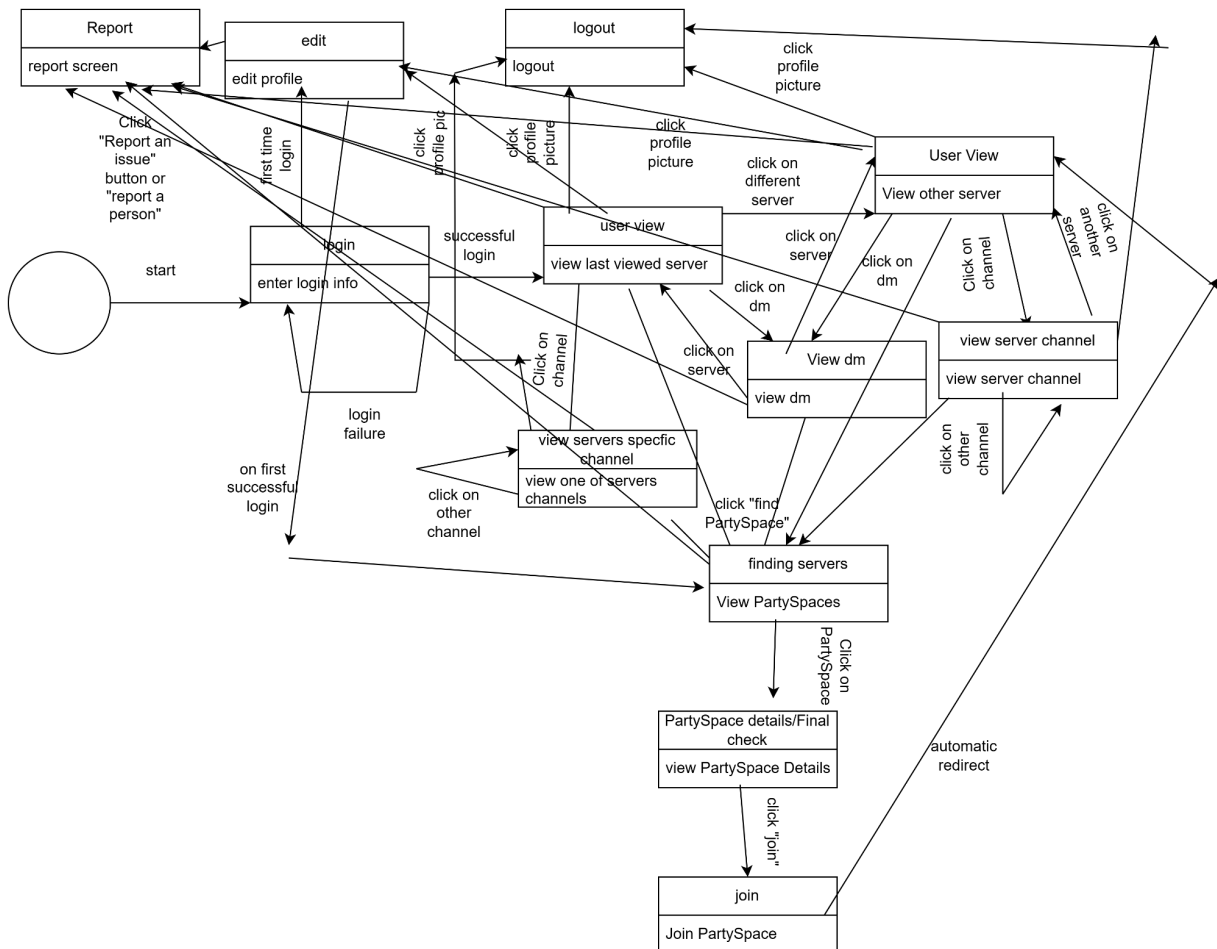 Report
report screen
edit
edit profile
logout
logout
click
profile
picture
Click
"Report an
issue"
button or
"report a
person"
first time
login
click
profile pic
click
profile
picture
click
profile
picture
User View
View other server
click on
different
server
click on
another
server
start
login
enter login info
successful
login
user view
view last viewed server
click on
server
click on
dm
Click on
channel
click on
dm
login
failure
Click on
channel
click on
server
View dm
view dm
view server channel
view server channel
on first
successful
login
view servers specfic
channel
view one of servers
channels
click on
other
channel
click on
other
channel
click "find
PartySpace"
finding servers
View PartySpaces
Click on
PartySpace
PartySpace details/Final
check
view PartySpace Details
automatic
redirect
click "join"
join
Join PartySpace